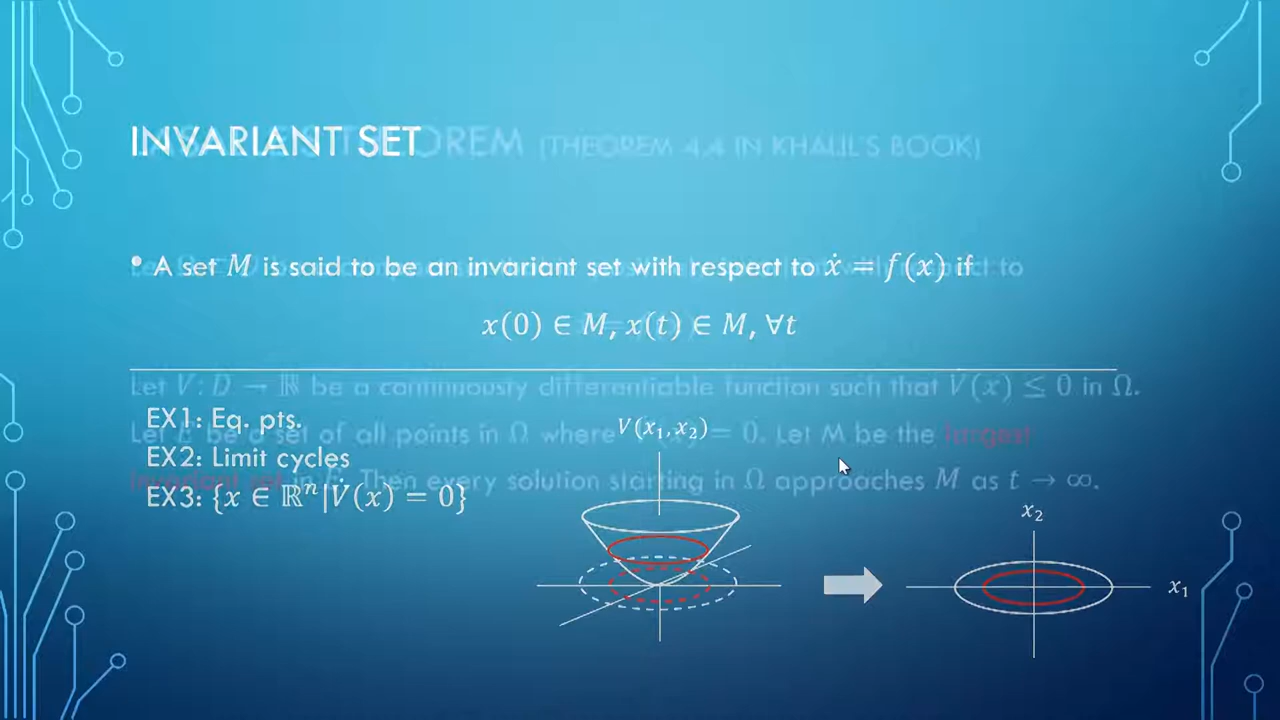 INVARIANT SET
THEOREM (THEOREM 4.4 IN KHALIL'S BOOK)
• A set M is said to be an invariant set with respect to ẋ = f(x) if
x(0) ∈ M, x(t) ∈ M, ∀t
Let V: D → ℝ be a continuously differentiable function such that V̇(x) ≤ 0 in Ω.
EX1: Eq. pts.
V(x₁,x₂)
Let E be a set of all points in Ω where = 0. Let M be the largest
EX2: Limit cycles
invariant set in E. Then every solution starting in Ω approaches M as t → ∞.
EX3: {x ∈ ℝⁿ|V̇(x) = 0}
x₂
x₁